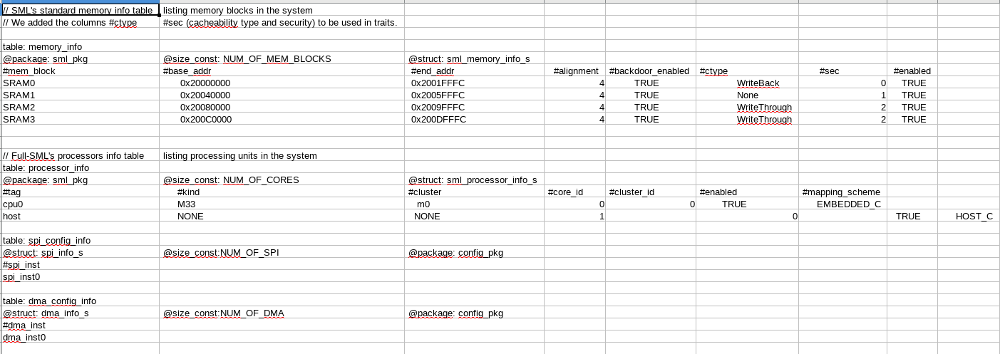 // SML's standard memory info table listing memory blocks in the system
// We added the columns #ctype #sec (cacheability type and security) to be used in traits.
table: memory_info
@package: sml_pkg @size_const: NUM_OF_MEM_BLOCKS @struct: sml_memory_info_s
#mem_block #base_addr #end_addr #alignment #backdoor_enabled #ctype #sec #enabled
SRAM0 0x20000000 0x2001FFFC 4 TRUE WriteBack 0 TRUE
SRAM1 0x20040000 0x2005FFFC 4 TRUE None 1 TRUE
SRAM2 0x20080000 0x2009FFFC 4 TRUE WriteThrough 2 TRUE
SRAM3 0x200C0000 0x200DFFFC 4 TRUE WriteThrough 2 TRUE
// Full-SML's processors info table listing processing units in the system
table: processor_info
@package: sml_pkg @size_const: NUM_OF_CORES @struct: sml_processor_info_s
#tag #kind #cluster #core_id #cluster_id #enabled #mapping_scheme
cpu0 M33 m0 0 0 TRUE EMBEDDED_C
host NONE NONE 1 0 TRUE HOST_C
table: spi_config_info
@struct: spi_info_s @size_const:NUM_OF_SPI @package: config_pkg
#spi_inst
spi_inst0
table: dma_config_info
@struct: dma_info_s @size_const:NUM_OF_DMA @package: config_pkg
#dma_inst
dma_inst0